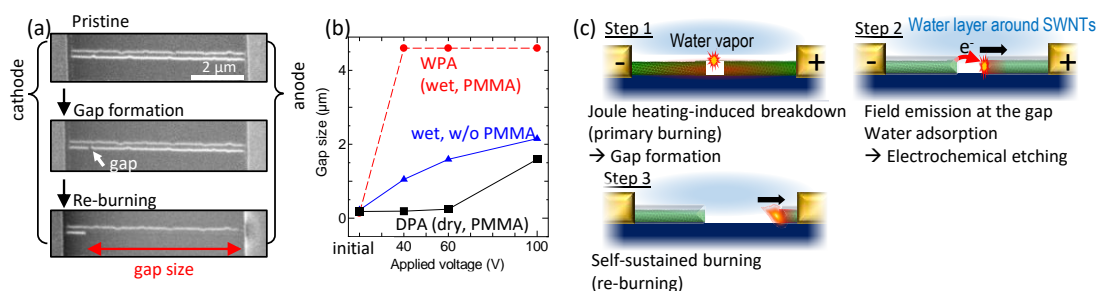 (a)
Pristine
2 μm
cathode
anode
Gap formation
gap
Re-burning
gap size
(b)
Gap size (μm)
4
2
0
WPA
(wet, PMMA)
wet, w/o PMMA
DPA (dry, PMMA)
initial
40
60
100
Applied voltage (V)
(c)
Step 1
Water vapor
-
+
Joule heating-induced breakdown
(primary burning)
→ Gap formation
Step 2
Water layer around SWNTs
e-
-
+
Field emission at the gap
Water adsorption
→ Electrochemical etching
Step 3
Self-sustained burning
(re-burning)